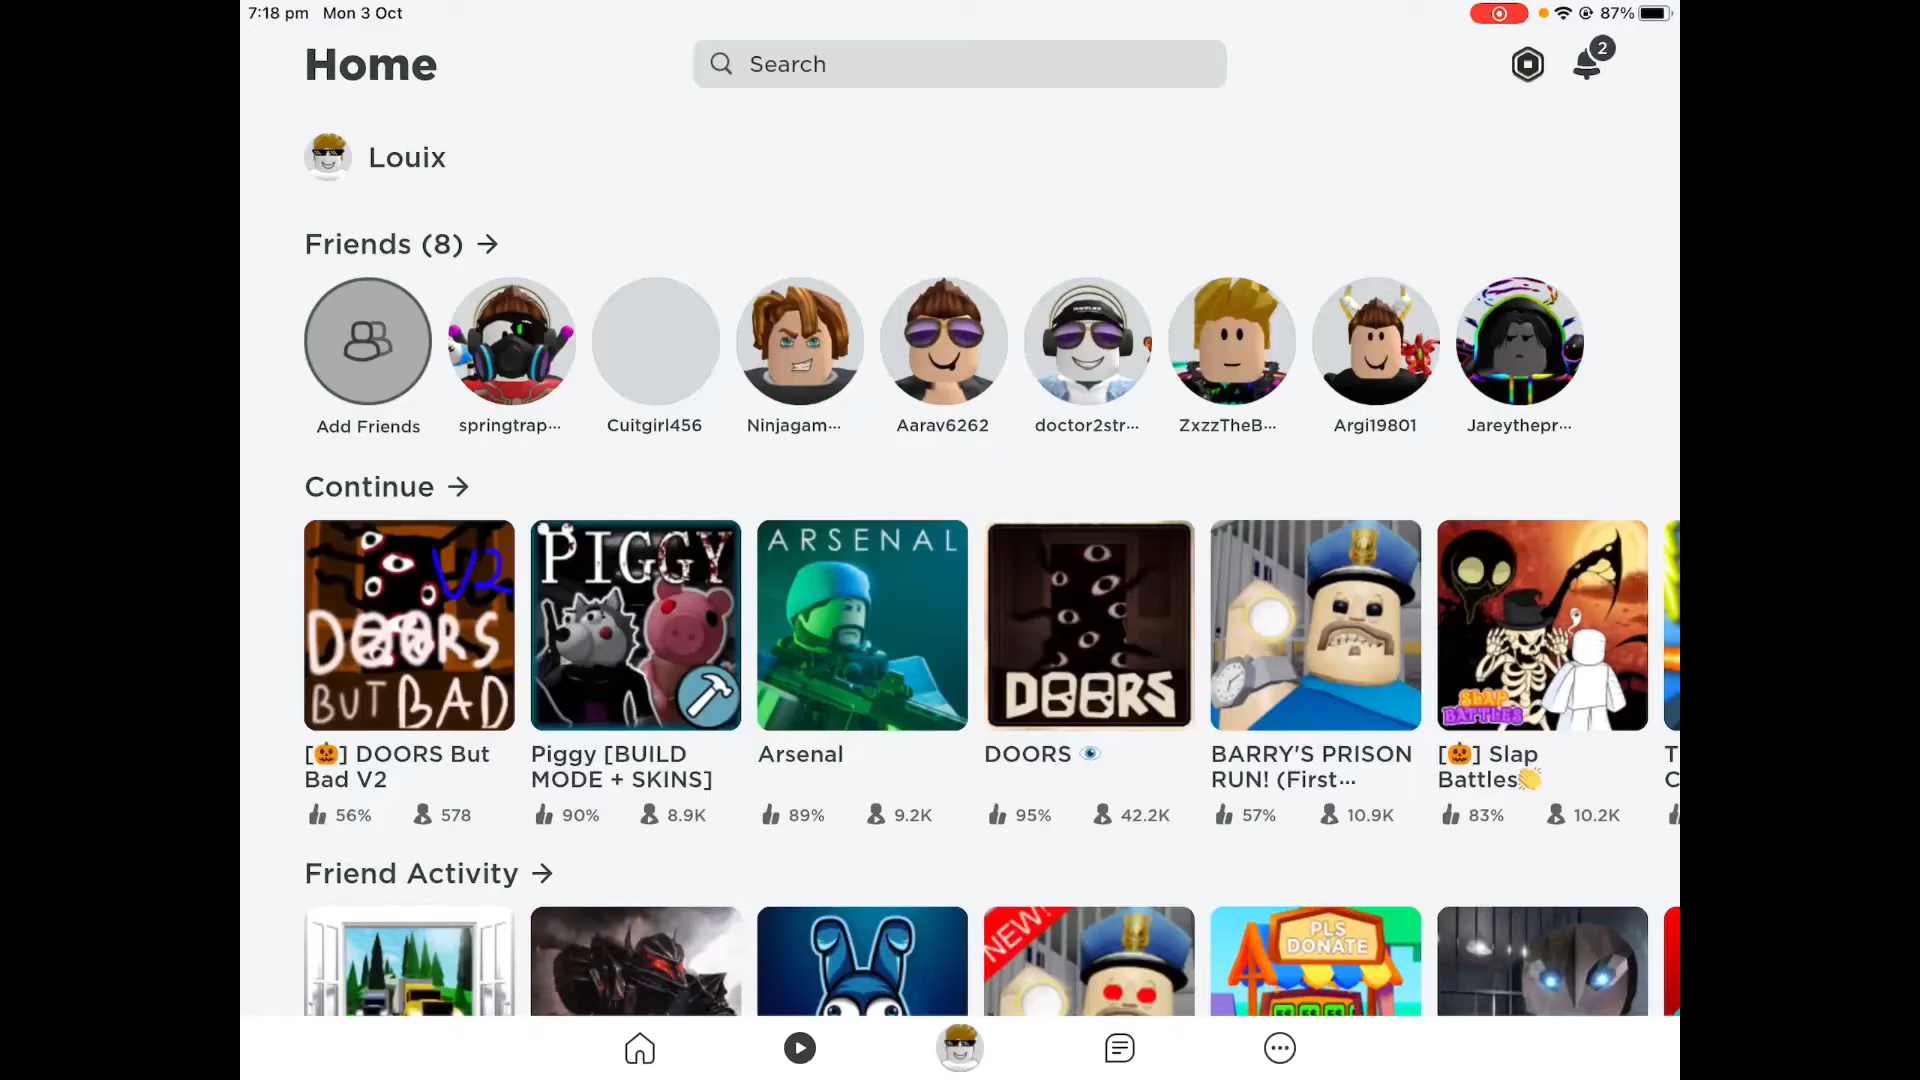 7:18 pm Mon 3 Oct
87%
Home
Search
2
Louix
Friends (8) →
Add Friends
springtrap...
Cuitgirl456
Ninjagam...
Aarav6262
doctor2str...
ZxzzTheB...
Argi19801
Jareythepr...
Continue →
V2
DOORS
BUT BAD
PIGGY
ARSENAL
DOORS
SLAP
BATTLES
[🎃] DOORS But
Bad V2
56% 578
Piggy [BUILD
MODE + SKINS]
90% 8.9K
Arsenal
89% 9.2K
DOORS 👁
95% 42.2K
BARRY'S PRISON
RUN! (First...
57% 10.9K
[🎃] Slap
Battles👏
83% 10.2K
T
C
Friend Activity →
NEW!
PLS
DONATE